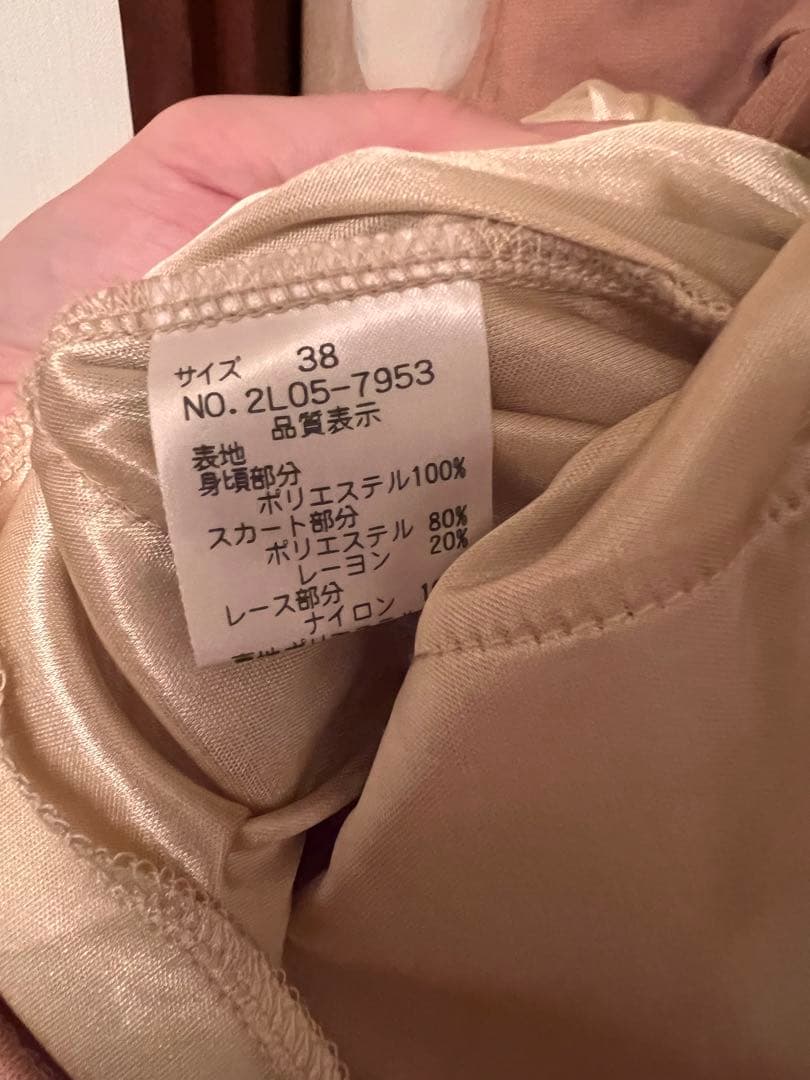 サイズ 38
NO.2L05-7953
品質表示
表地
身頃部分
ポリエステル100%
スカート部分
ポリエステル 80%
レーヨン 20%
レース部分
ナイロン